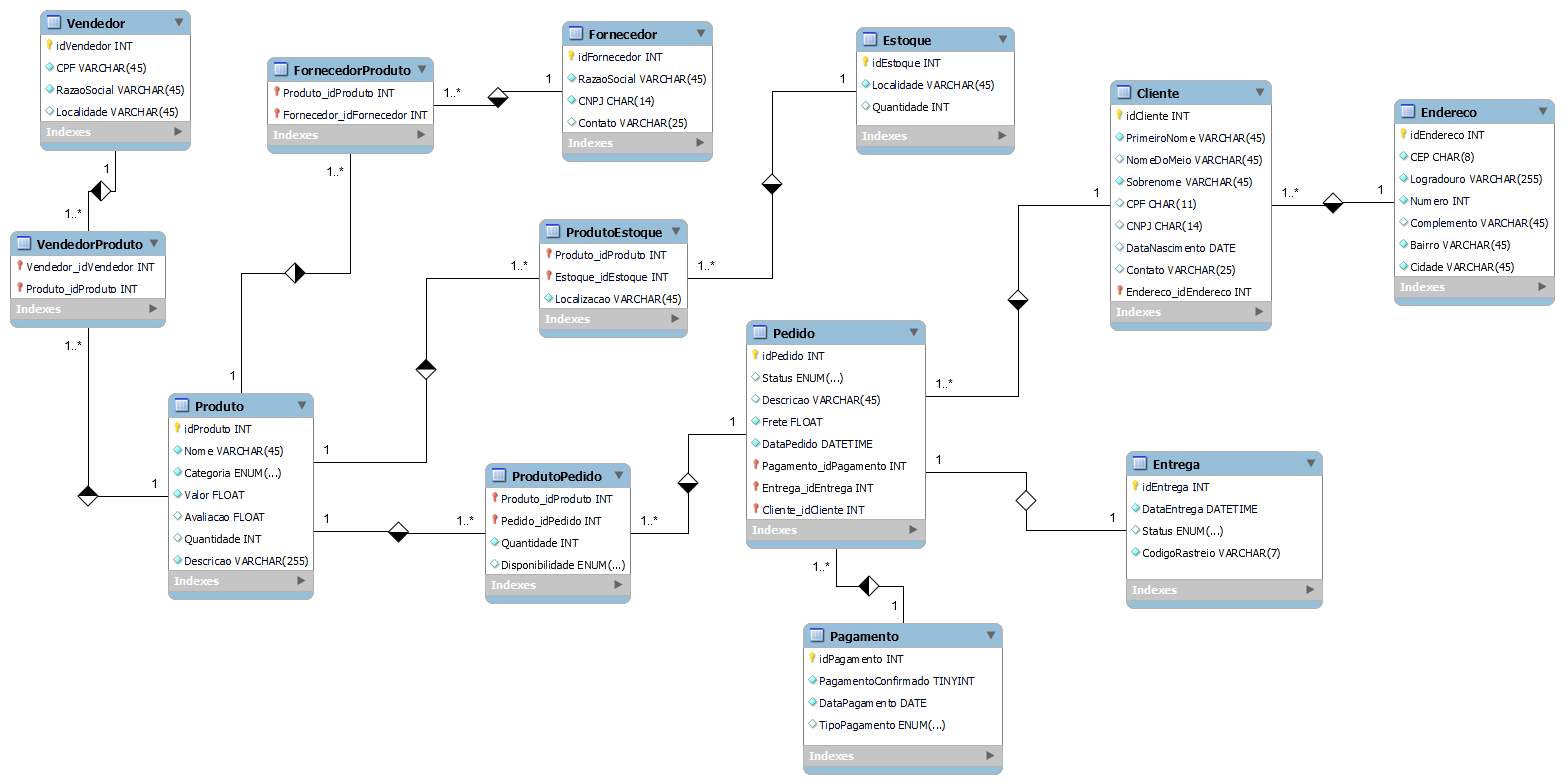 Vendedor
idVendedor INT
CPF VARCHAR(45)
RazaoSocial VARCHAR(45)
Localidade VARCHAR(45)
Indexes
1
1..*
VendedorProduto
Vendedor_idVendedor INT
Produto_idProduto INT
Indexes
1..*
1
FornecedorProduto
Produto_idProduto INT
Fornecedor_idFornecedor INT
Indexes
1..*
1
1..*
1
Fornecedor
idFornecedor INT
RazaoSocial VARCHAR(45)
CNPJ CHAR(14)
Contato VARCHAR(25)
Indexes
Estoque
idEstoque INT
Localidade VARCHAR(45)
Quantidade INT
Indexes
1
1..*
ProdutoEstoque
Produto_idProduto INT
Estoque_idEstoque INT
Localizacao VARCHAR(45)
Indexes
1..*
1
Produto
idProduto INT
Nome VARCHAR(45)
Categoria ENUM(...)
Valor FLOAT
Avaliacao FLOAT
Quantidade INT
Descricao VARCHAR(255)
Indexes
1
1..*
ProdutoPedido
Produto_idProduto INT
Pedido_idPedido INT
Quantidade INT
Disponibilidade ENUM(...)
Indexes
1..*
1
Pedido
idPedido INT
Status ENUM(...)
Descricao VARCHAR(45)
Frete FLOAT
DataPedido DATETIME
Pagamento_idPagamento INT
Entrega_idEntrega INT
Cliente_idCliente INT
Indexes
1..*
1
Cliente
idCliente INT
PrimeiroNome VARCHAR(45)
NomeDoMeio VARCHAR(45)
Sobrenome VARCHAR(45)
CPF CHAR(11)
CNPJ CHAR(14)
DataNascimento DATE
Contato VARCHAR(25)
Endereco_idEndereco INT
Indexes
1..*
1
Endereco
idEndereco INT
CEP CHAR(8)
Logradouro VARCHAR(255)
Numero INT
Complemento VARCHAR(45)
Bairro VARCHAR(45)
Cidade VARCHAR(45)
Indexes
1
1
Entrega
idEntrega INT
DataEntrega DATETIME
Status ENUM(...)
CodigoRastreio VARCHAR(7)
Indexes
1..*
1
Pagamento
idPagamento INT
PagamentoConfirmado TINYINT
DataPagamento DATE
TipoPagamento ENUM(...)
Indexes